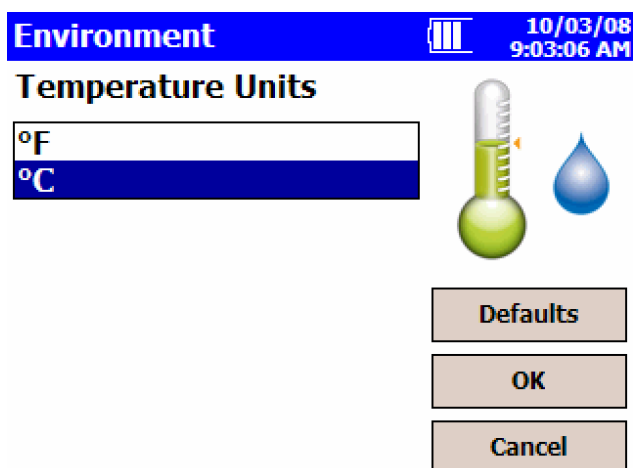 Environment
10/03/08
9:03:06 AM
Temperature Units
°F
°C
Defaults
OK
Cancel